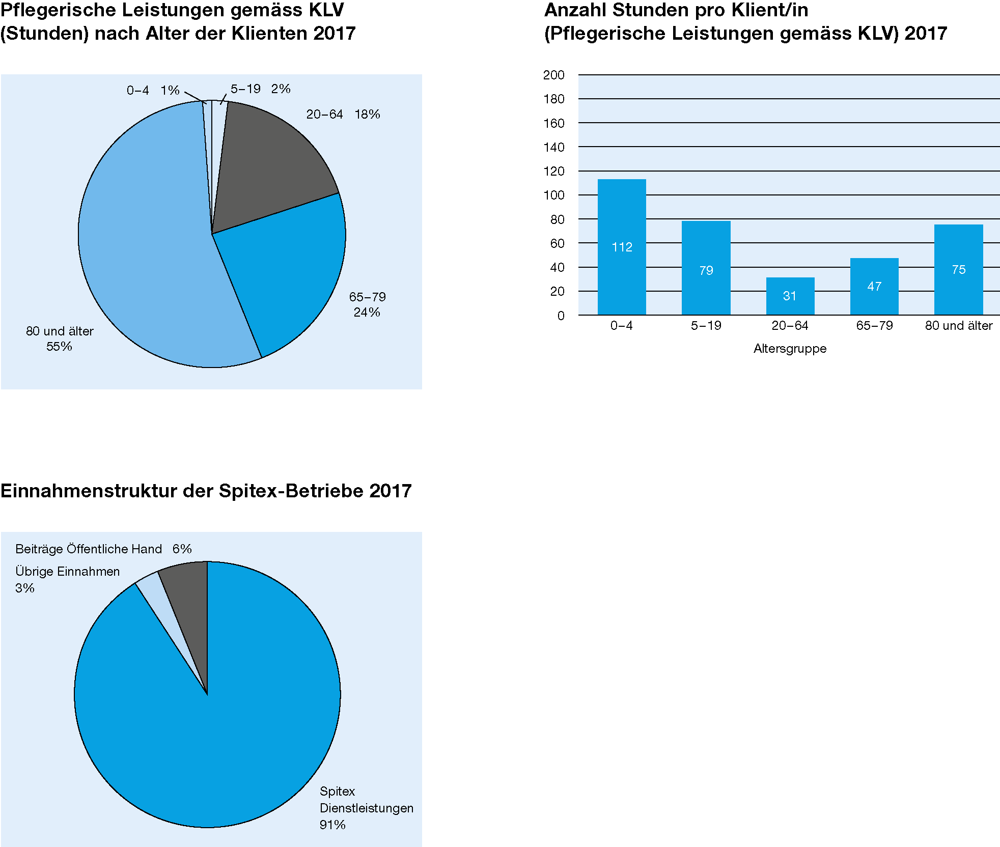 Pflegerische Leistungen gemäss KLV
(Stunden) nach Alter der Klienten 2017
0–4 1%
5–19 2%
20–64 18%
65–79
24%
80 und älter
55%
Anzahl Stunden pro Klient/in
(Pflegerische Leistungen gemäss KLV) 2017
200
180
160
140
120
100
80
60
40
20
0
112
79
31
47
75
0–4 5–19 20–64 65–79 80 und älter
Altersgruppe
Einnahmenstruktur der Spitex-Betriebe 2017
Beiträge Öffentliche Hand 6%
Übrige Einnahmen
3%
Spitex
Dienstleistungen
91%